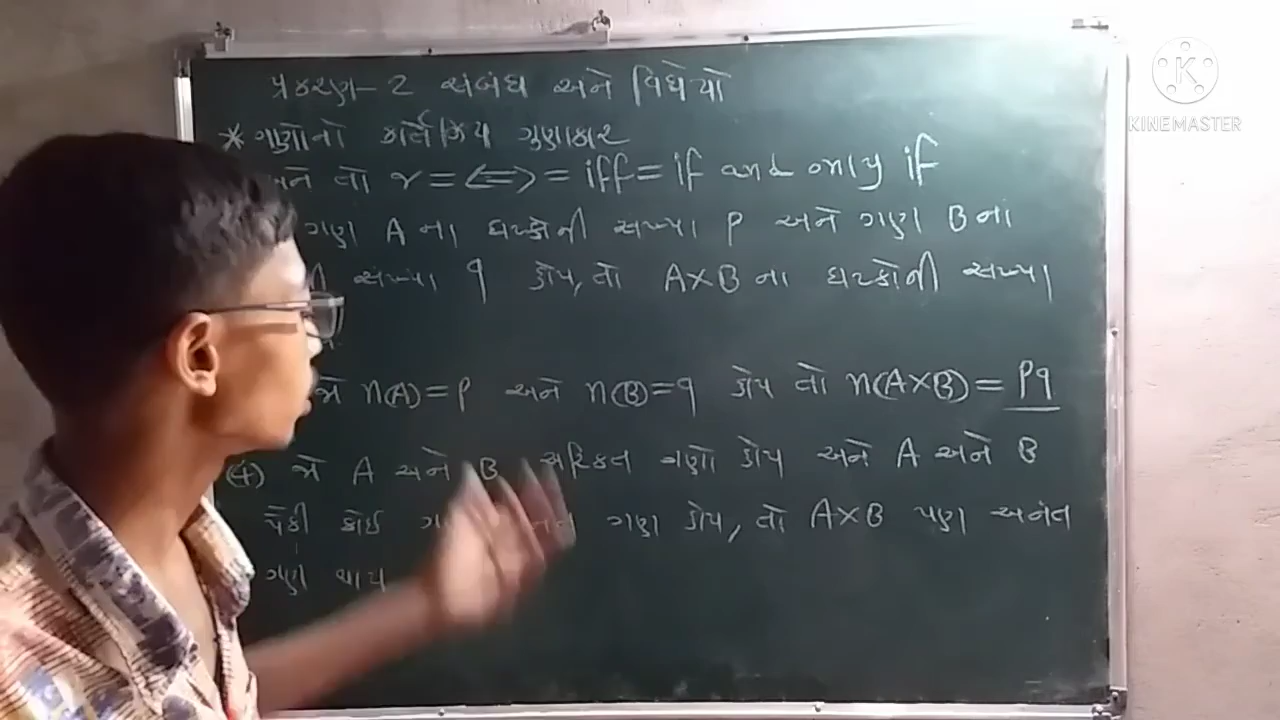 પ્રકરણ-2 સંબંધ અને વિધેયો
KINEMASTER
* ગણોનો કાર્તેઝિય ગુણાકાર
અને તો r = <=> = iff = if and only if
ગણ A ના ઘટકોની સંખ્યા P અને ગણ B ના
સંખ્યા q હોય, તો A×B ના ઘટકોની સંખ્યા
જો n(A)=P અને n(B)=q હોય તો n(A×B) = Pq
(4) જો A અને B અરિક્ત ગણો હોય અને A અને B
પૈકી કોઈ ગણ હોય, તો A×B પણ અનંત
ગણ થાય